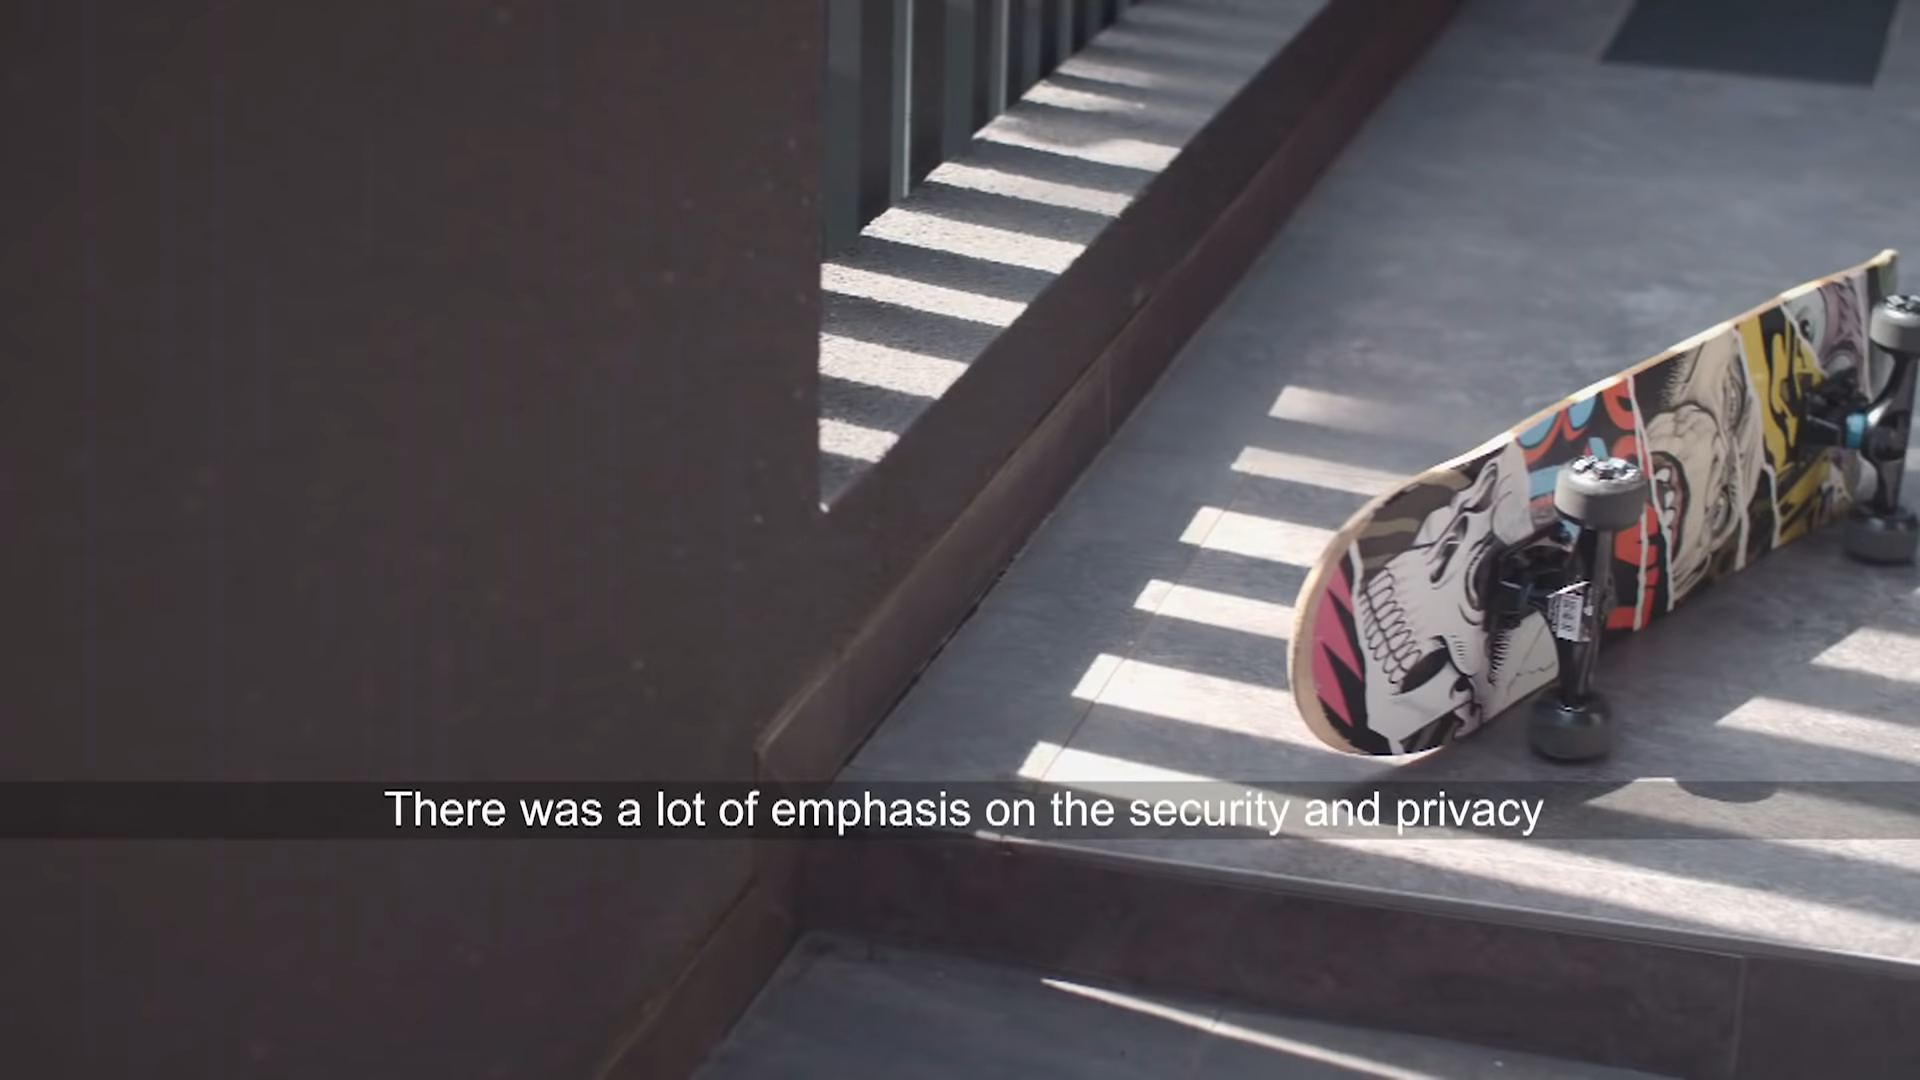 There was a lot of emphasis on the security and privacy